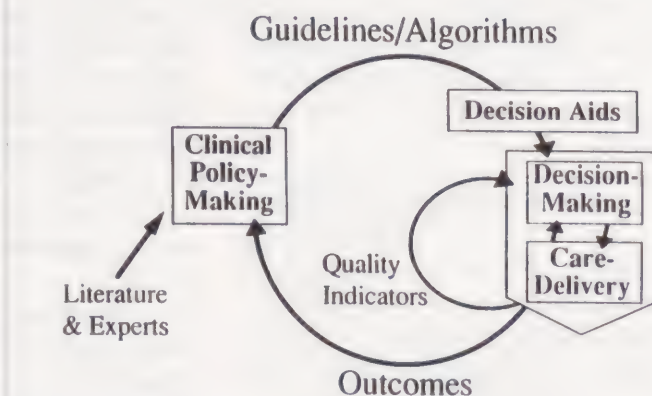 Guidelines/Algorithms
Decision Aids
Clinical
Policy-
Making
Decision-
Making
Care-
Delivery
Quality
Indicators
Literature
& Experts
Outcomes